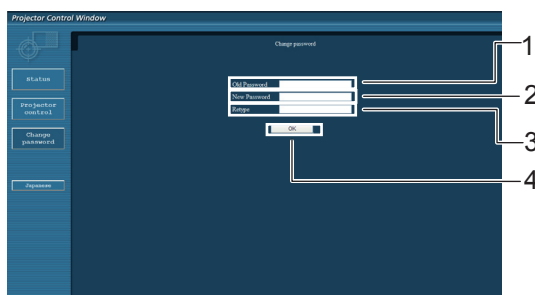 Projector Control Window
Change password
1
Status
Old Password
New Password
2
Projector
control
Retype
OK
3
Change
password
4
Japanese